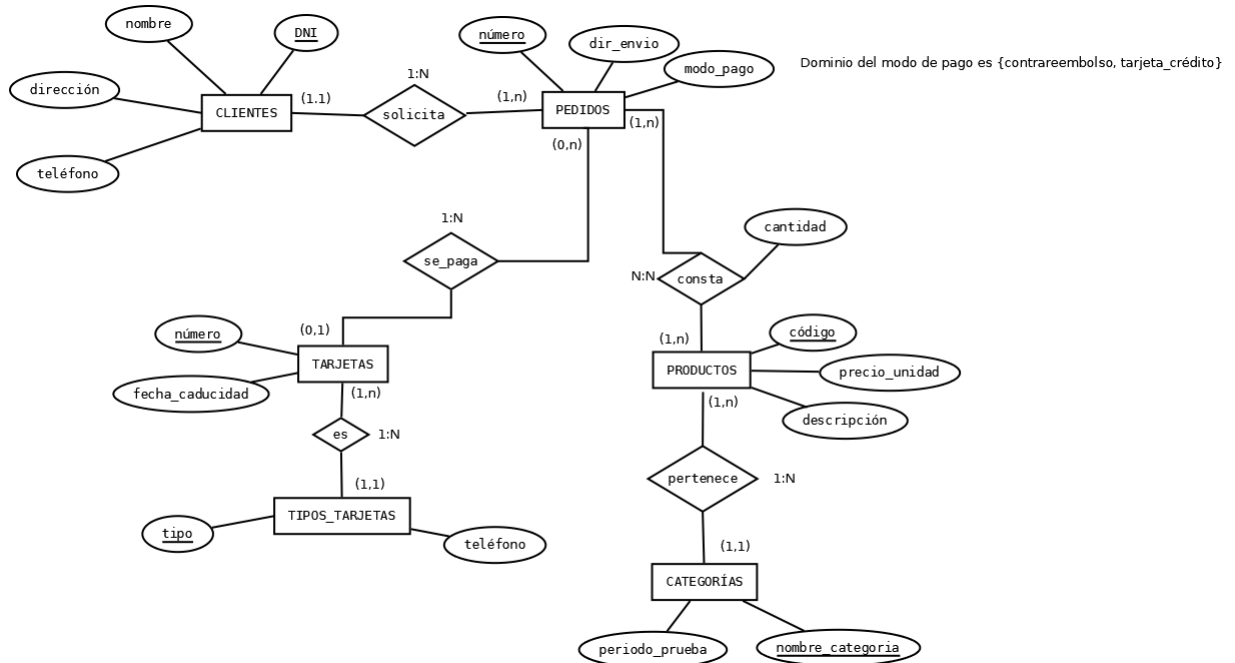 nombre
DNI
dirección
CLIENTES
teléfono
(1.1)
1:N
solicita
(1,n)
número
dir_envio
modo_pago
PEDIDOS
(0,n)
(1,n)
Dominio del modo de pago es {contrareembolso, tarjeta_crédito}
1:N
se_paga
cantidad
N:N
consta
(0,1)
número
TARJETAS
fecha_caducidad
(1,n)
es
1:N
(1,1)
TIPOS_TARJETAS
tipo
teléfono
(1,n)
código
PRODUCTOS
precio_unidad
descripción
(1,n)
pertenece
1:N
(1,1)
CATEGORÍAS
periodo_prueba
nombre_categoria